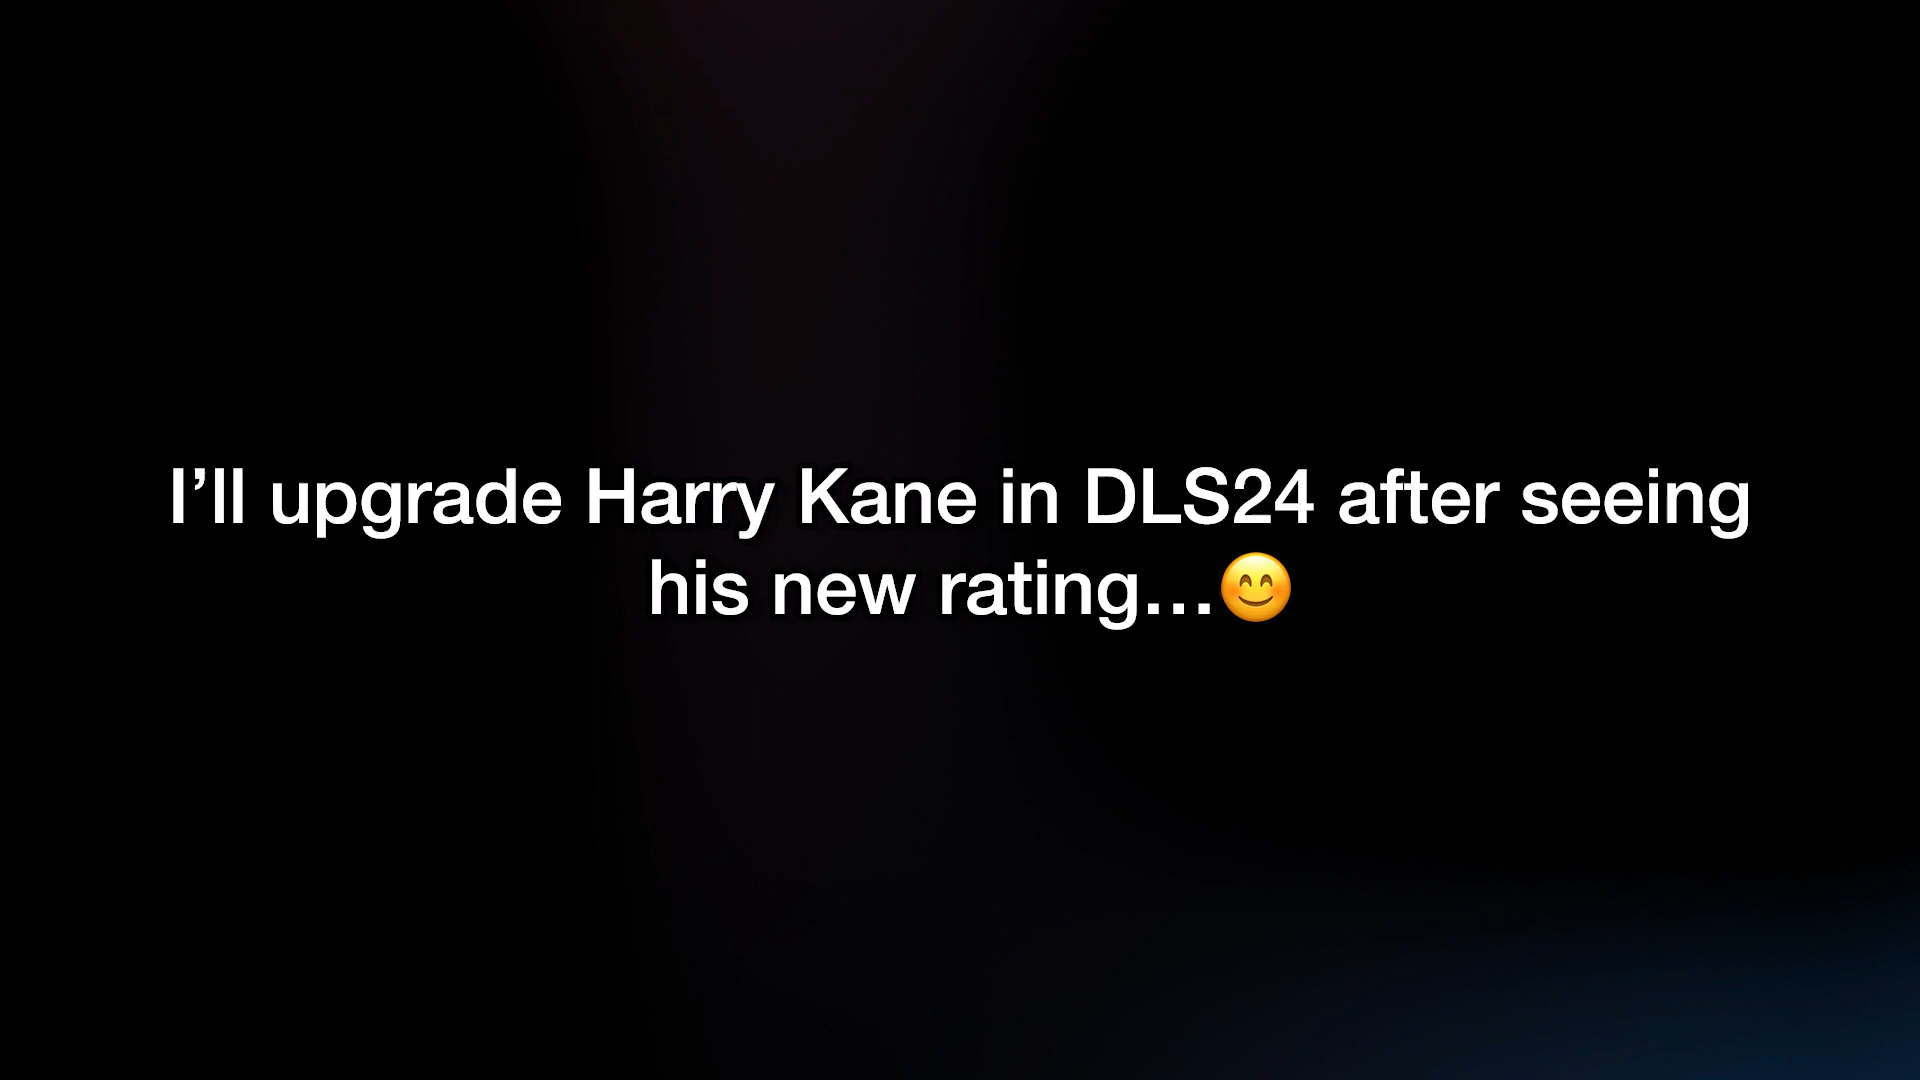 I’ll upgrade Harry Kane in DLS24 after seeing
his new rating…😊